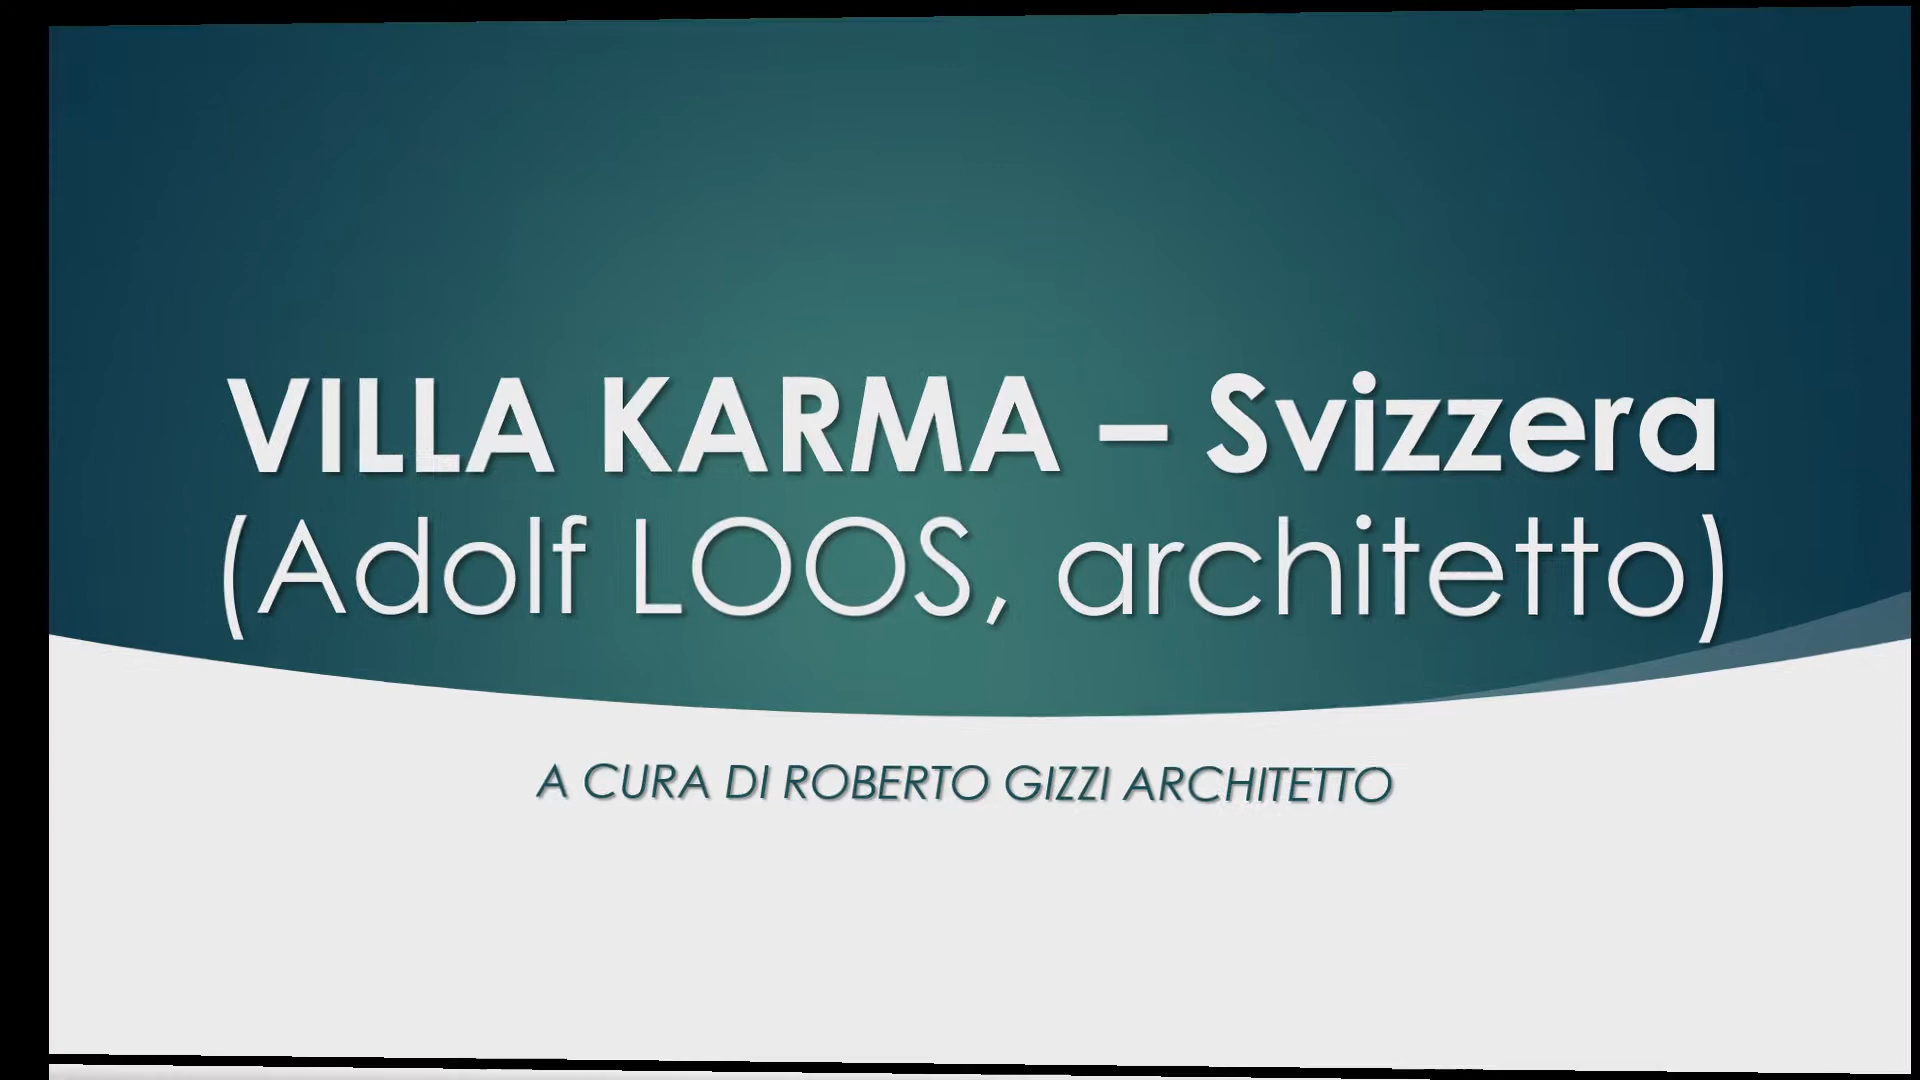 VILLA KARMA – Svizzera
(Adolf LOOS, architetto)
A CURA DI ROBERTO GIZZI ARCHITETTO